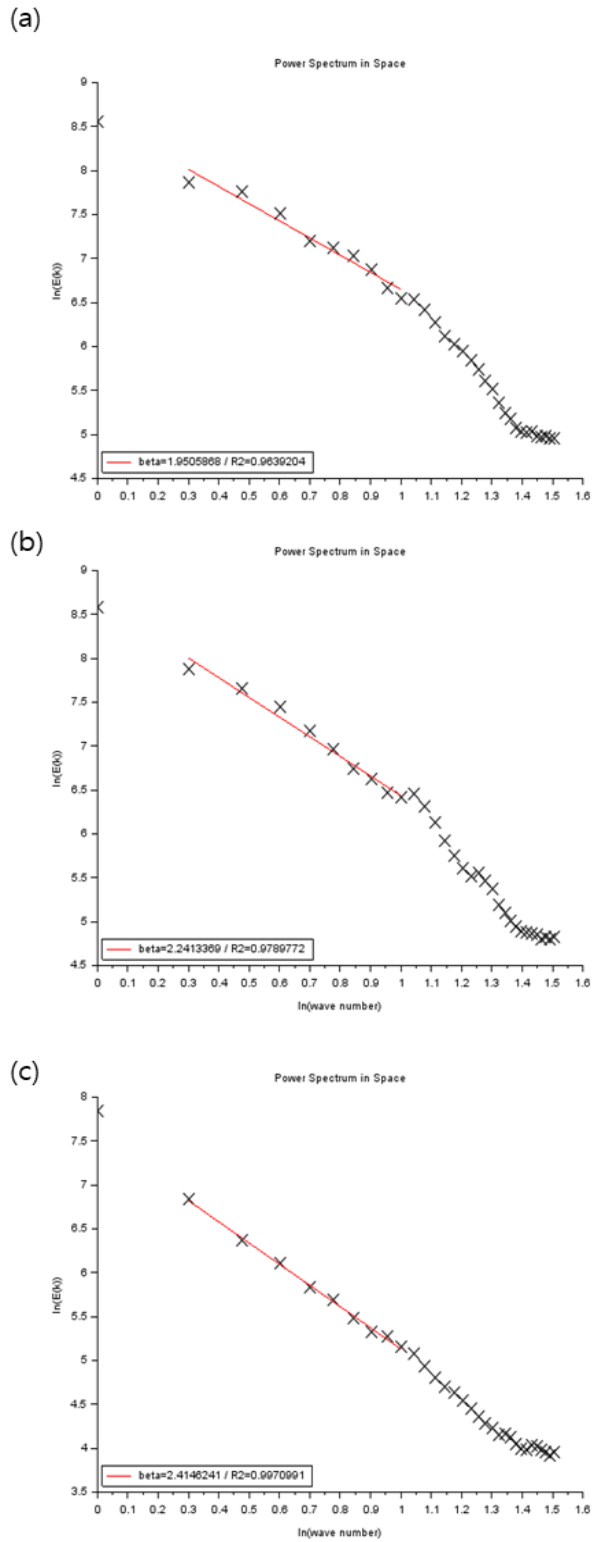 (a)
Power Spectrum in Space
9
8.5
8
7.5
7
6.5
6
5.5
5
4.5
ln(E(k))
beta=1.9505868 / R2=0.9639204
0 0.1 0.2 0.3 0.4 0.5 0.6 0.7 0.8 0.9 1 1.1 1.2 1.3 1.4 1.5 1.6
(b)
Power Spectrum in Space
9
8.5
8
7.5
7
6.5
6
5.5
5
4.5
ln(E(k))
beta=2.2413369 / R2=0.9789772
0 0.1 0.2 0.3 0.4 0.5 0.6 0.7 0.8 0.9 1 1.1 1.2 1.3 1.4 1.5 1.6
ln(wave number)
(c)
Power Spectrum in Space
8
7.5
7
6.5
6
5.5
5
4.5
4
3.5
ln(E(k))
beta=2.4146241 / R2=0.9970991
0 0.1 0.2 0.3 0.4 0.5 0.6 0.7 0.8 0.9 1 1.1 1.2 1.3 1.4 1.5 1.6
ln(wave number)